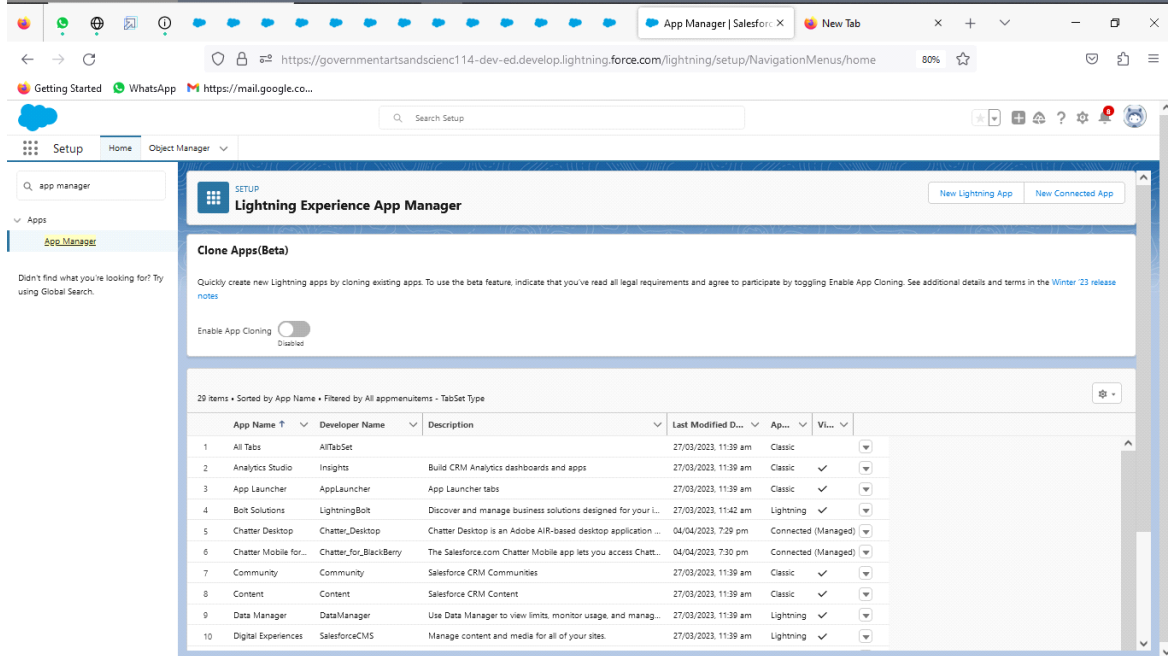 App Manager | Salesforc
New Tab
https://governmentartsandscienc114-dev-ed.develop.lightning.force.com/lightning/setup/NavigationMenus/home
80%
Getting Started
WhatsApp
https://mail.google.co...
Search Setup
8
Setup
Home
Object Manager
app manager
Apps
App Manager
Didn't find what you're looking for? Try
using Global Search.
SETUP
Lightning Experience App Manager
New Lightning App
New Connected App
Clone Apps(Beta)
Quickly create new Lightning apps by cloning existing apps. To use the beta feature, indicate that you've read all legal requirements and agree to participate by toggling Enable App Cloning. See additional details and terms in the Winter '23 release
notes
Enable App Cloning
Disabled
29 items • Sorted by App Name • Filtered by All appmenuitems - TabSet Type
App Name Developer Name Description Last Modified D... Ap... Vi...
1 All Tabs AllTabSet 27/03/2023, 11:39 am Classic
2 Analytics Studio Insights Build CRM Analytics dashboards and apps 27/03/2023, 11:39 am Classic
3 App Launcher AppLauncher App Launcher tabs 27/03/2023, 11:39 am Classic
4 Bolt Solutions LightningBolt Discover and manage business solutions designed for your i... 27/03/2023, 11:42 am Lightning
5 Chatter Desktop Chatter_Desktop Chatter Desktop is an Adobe AIR-based desktop application ... 04/04/2023, 7:29 pm Connected (Managed)
6 Chatter Mobile for... Chatter_for_BlackBerry The Salesforce.com Chatter Mobile app lets you access Chatt... 04/04/2023, 7:30 pm Connected (Managed)
7 Community Community Salesforce CRM Communities 27/03/2023, 11:39 am Classic
8 Content Content Salesforce CRM Content 27/03/2023, 11:39 am Classic
9 Data Manager DataManager Use Data Manager to view limits, monitor usage, and manag... 27/03/2023, 11:39 am Lightning
10 Digital Experiences SalesforceCMS Manage content and media for all of your sites. 27/03/2023, 11:39 am Lightning